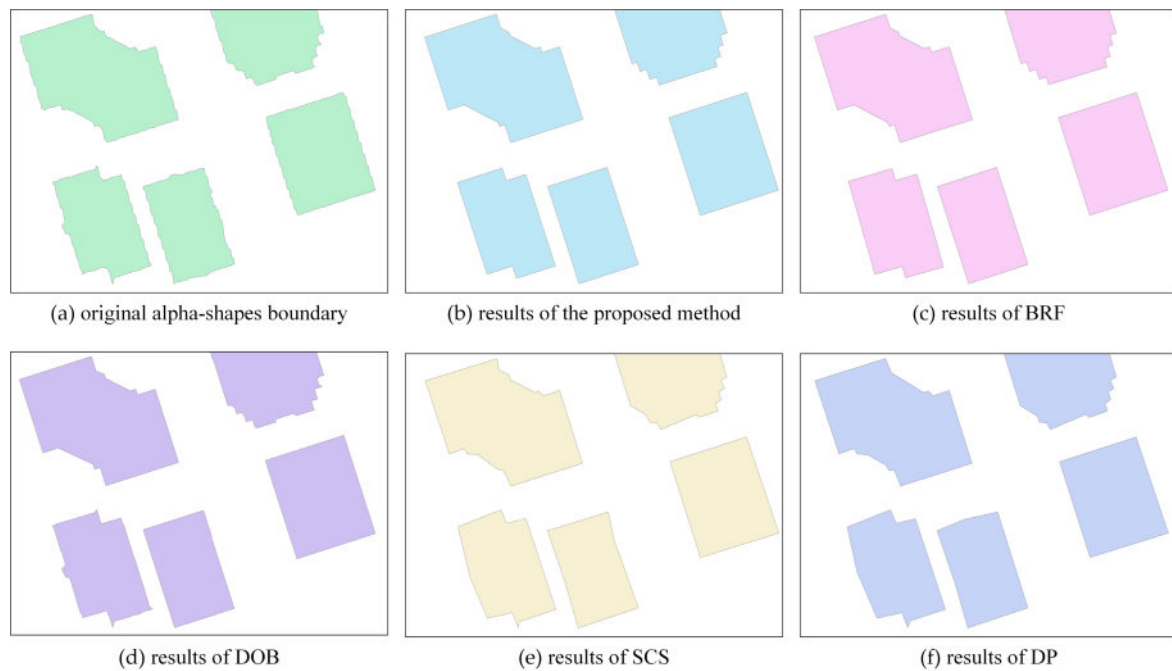 (a) original alpha-shapes boundary
(b) results of the proposed method
(c) results of BRF
(d) results of DOB
(e) results of SCS
(f) results of DP